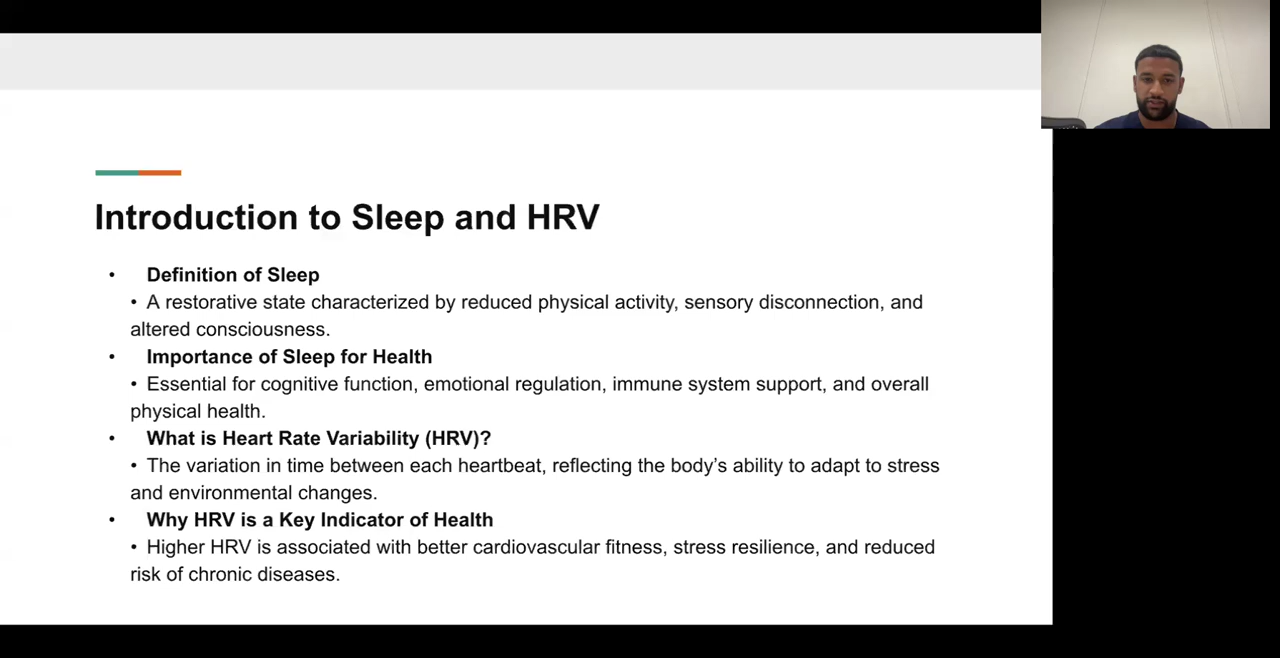 Introduction to Sleep and HRV
• Definition of Sleep
• A restorative state characterized by reduced physical activity, sensory disconnection, and
altered consciousness.
• Importance of Sleep for Health
• Essential for cognitive function, emotional regulation, immune system support, and overall
physical health.
• What is Heart Rate Variability (HRV)?
• The variation in time between each heartbeat, reflecting the body’s ability to adapt to stress
and environmental changes.
• Why HRV is a Key Indicator of Health
• Higher HRV is associated with better cardiovascular fitness, stress resilience, and reduced
risk of chronic diseases.